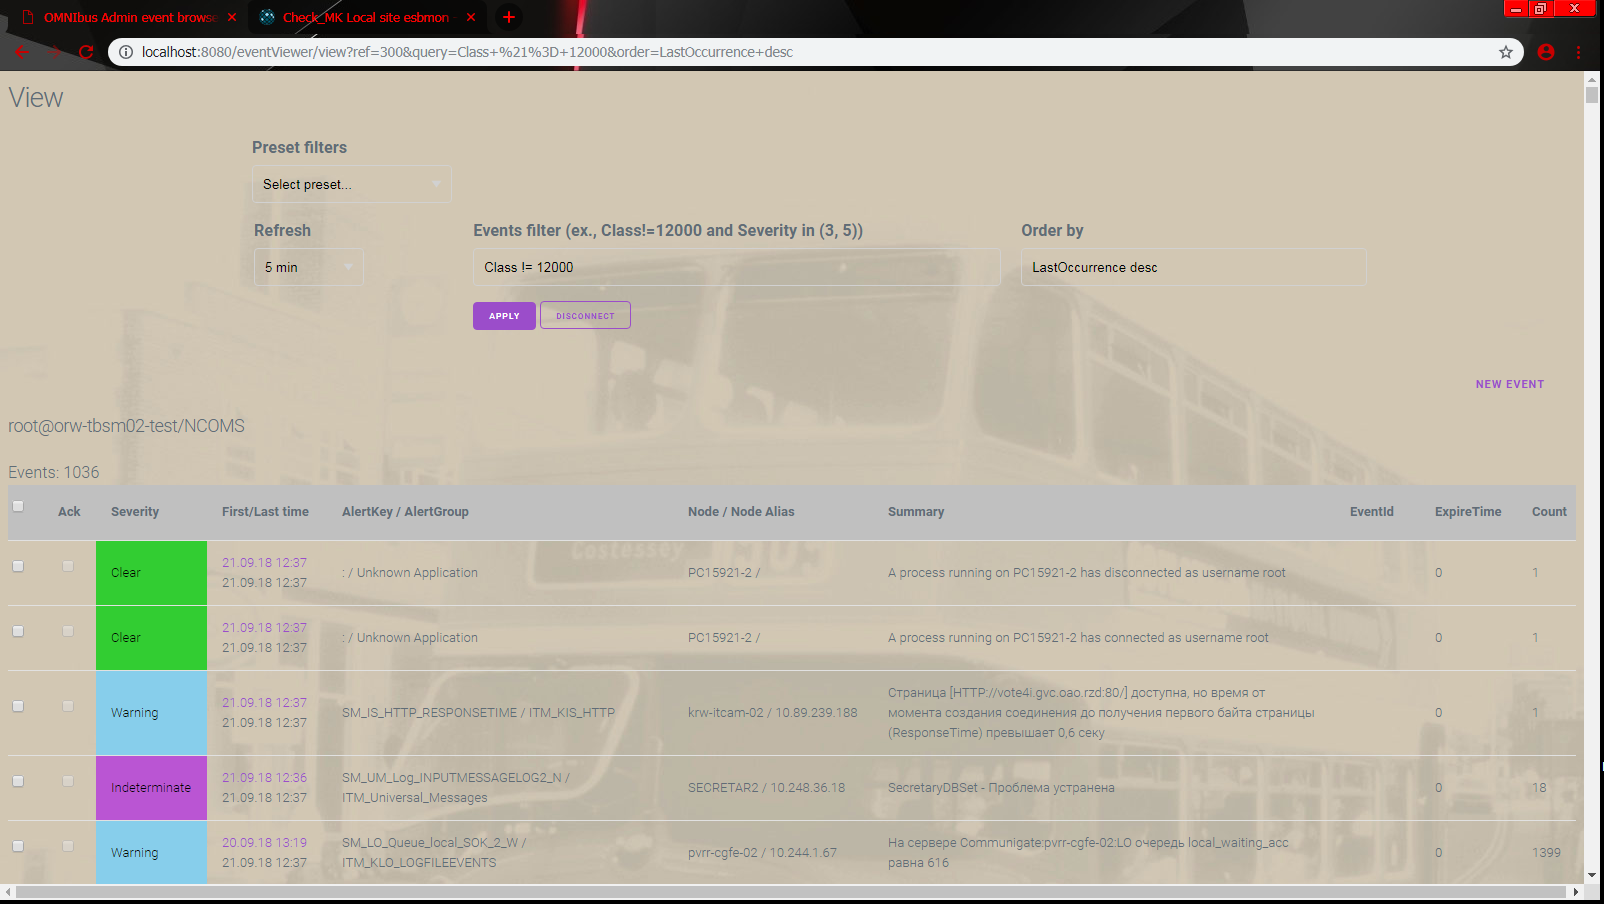 OMNIbus Admin event browse
Check_MK Local site esbmon
localhost:8080/eventViewer/view?ref=300&query=Class+%21%3D+12000&order=LastOccurrence+desc
View
Preset filters
Select preset...
Refresh
Events filter (ex., Class!=12000 and Severity in (3, 5))
Order by
5 min
Class != 12000
LastOccurrence desc
APPLY
DISCONNECT
NEW EVENT
root@orw-tbsm02-test/NCOMS
Events: 1036
Ack Severity First/Last time AlertKey / AlertGroup Node / Node Alias Summary EventId ExpireTime Count
Clear
21.09.18 12:37
21.09.18 12:37
: / Unknown Application
PC15921-2 /
A process running on PC15921-2 has disconnected as username root
0
1
Clear
21.09.18 12:37
21.09.18 12:37
: / Unknown Application
PC15921-2 /
A process running on PC15921-2 has connected as username root
0
1
Warning
21.09.18 12:37
21.09.18 12:37
SM_IS_HTTP_RESPONSETIME / ITM_KIS_HTTP
krw-itcam-02 / 10.89.239.188
Страница [HTTP://vote4i.gvc.oao.rzd:80/] доступна, но время от
момента создания соединения до получения первого байта страницы
(ResponseTime) превышает 0,6 секу
0
1
Indeterminate
21.09.18 12:36
21.09.18 12:37
SM_UM_Log_INPUTMESSAGELOG2_N /
ITM_Universal_Messages
SECRETAR2 / 10.248.36.18
SecretaryDBSet - Проблема устранена
0
18
Warning
20.09.18 13:19
21.09.18 12:37
SM_LO_Queue_local_SOK_2_W /
ITM_KLO_LOGFILEEVENTS
pvrr-cgfe-02 / 10.244.1.67
На сервере Communigate:pvrr-cgfe-02:LO очередь local_waiting_acc
равна 616
0
1399
Costessey